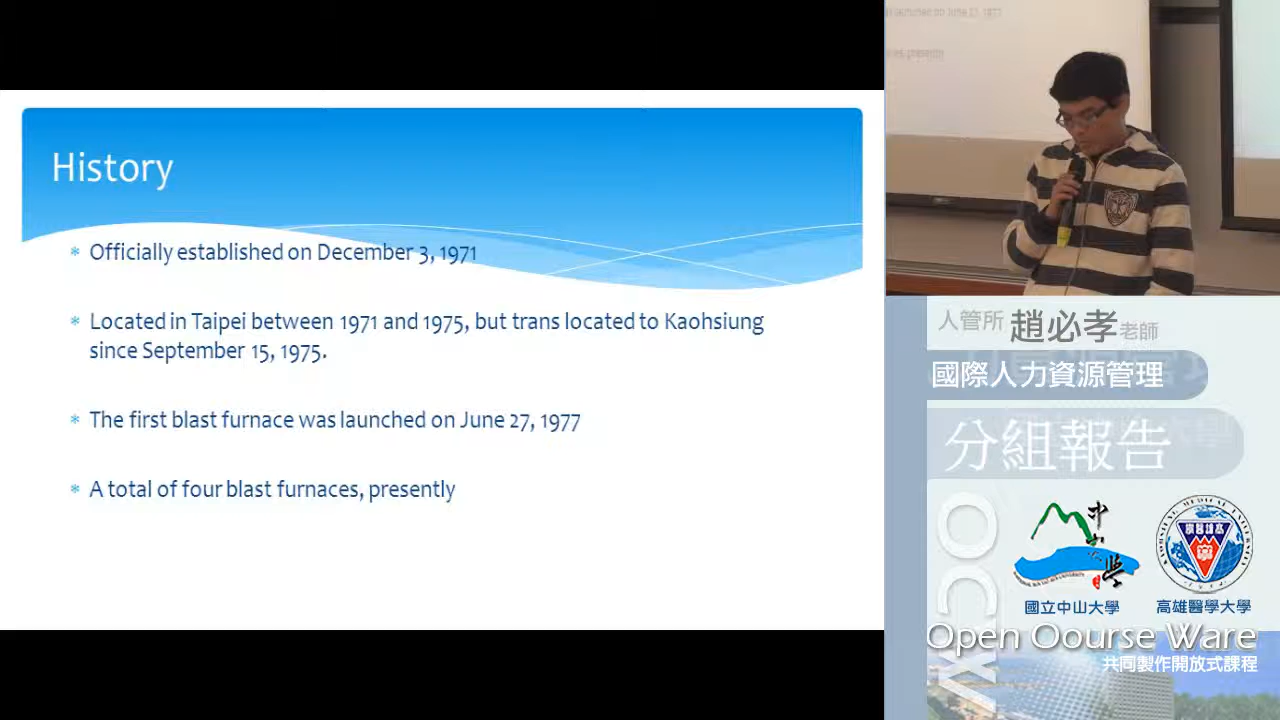 History
Officially established on December 3, 1971
Located in Taipei between 1971 and 1975, but trans located to Kaohsiung
since September 15, 1975.
The first blast furnace was launched on June 27, 1977
A total of four blast furnaces, presently
人管所 趙必孝老師
國際人力資源管理
分組報告
OCW
國立中山大學
高雄醫學大學
Open Oourse Ware
共同製作開放式課程